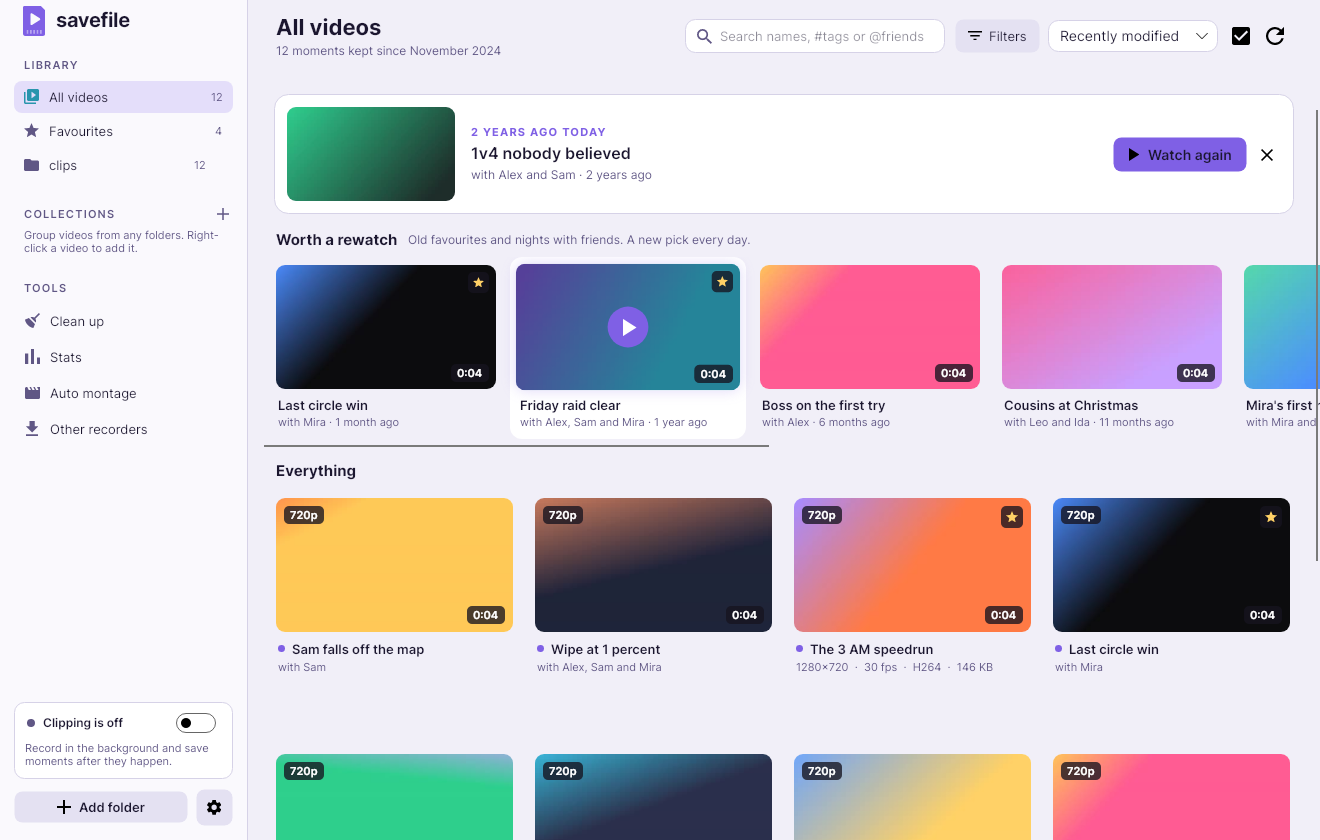 savefile
LIBRARY
All videos 12
Favourites 4
clips 12
COLLECTIONS
Group videos from any folders. Right-
click a video to add it.
TOOLS
Clean up
Stats
Auto montage
Other recorders
Clipping is off
Record in the background and save
moments after they happen.
Add folder
All videos
12 moments kept since November 2024
Search names, #tags or @friends
Filters
Recently modified
2 YEARS AGO TODAY
1v4 nobody believed
with Alex and Sam · 2 years ago
Watch again
Worth a rewatch Old favourites and nights with friends. A new pick every day.
0:04
Last circle win
with Mira · 1 month ago
0:04
Friday raid clear
with Alex, Sam and Mira · 1 year ago
0:04
Boss on the first try
with Alex · 6 months ago
0:04
Cousins at Christmas
with Leo and Ida · 11 months ago
Mira's first
with Mira and
Everything
720p
0:04
Sam falls off the map
with Sam
720p
0:04
Wipe at 1 percent
with Alex, Sam and Mira
720p
0:04
The 3 AM speedrun
1280×720 · 30 fps · H264 · 146 KB
720p
0:04
Last circle win
with Mira
720p
720p
720p
720p